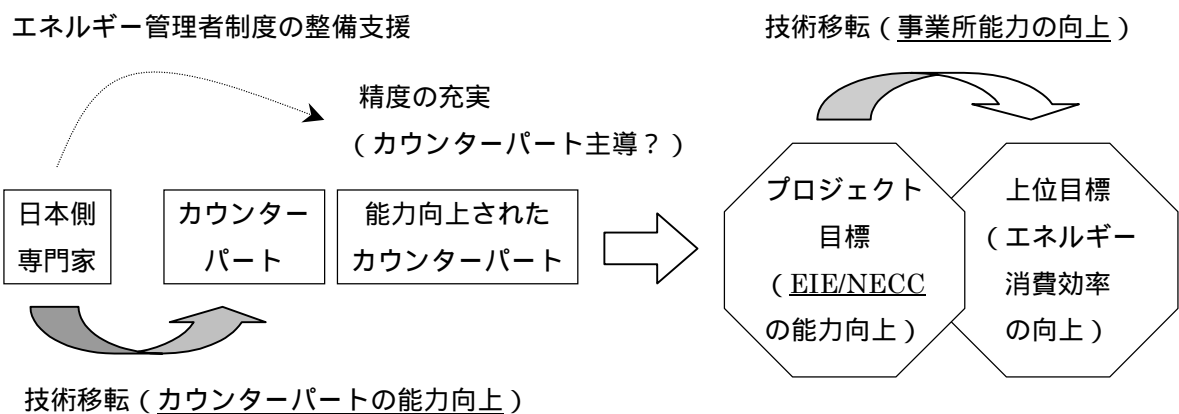 エネルギー管理者制度の整備支援
技術移転（事業所能力の向上）
精度の充実
（カウンターパート主導？）
日本側
専門家
カウンター
パート
能力向上された
カウンターパート
プロジェクト
目標
（EIE/NECC
の能力向上）
上位目標
（エネルギー
消費効率
の向上）
技術移転（カウンターパートの能力向上）